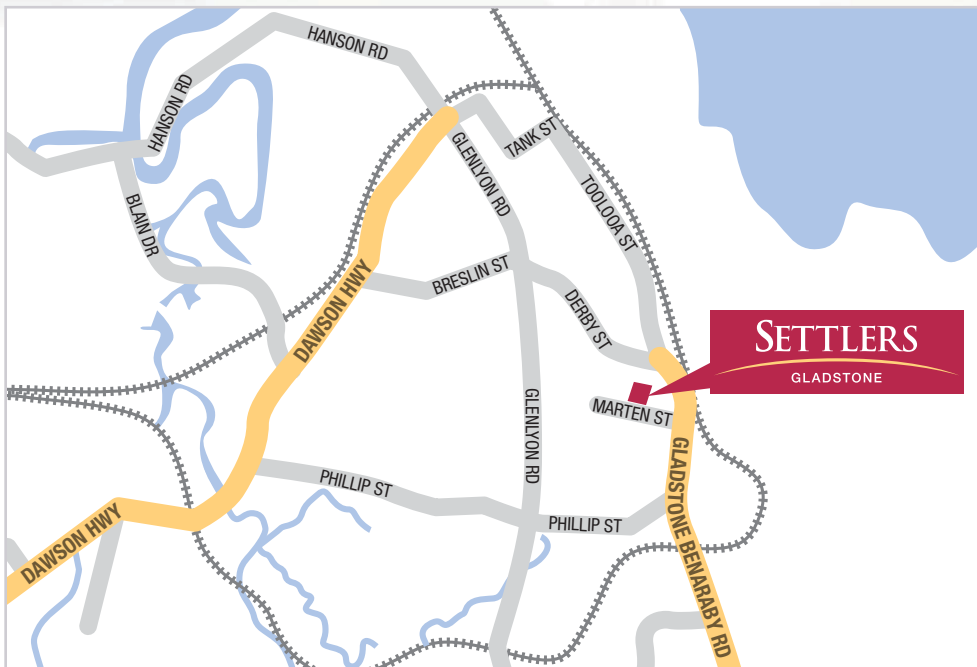 HANSON RD
HANSON RD
TANK ST
GLENLYON RD
TOOLOOA ST
BLAIN DR
BRESLIN ST
DERBY ST
DAWSON HWY
SETTLERS
GLADSTONE
MARTEN ST
GLENLYON RD
GLADSTONE BENARABY RD
PHILLIP ST
PHILLIP ST
DAWSON HWY